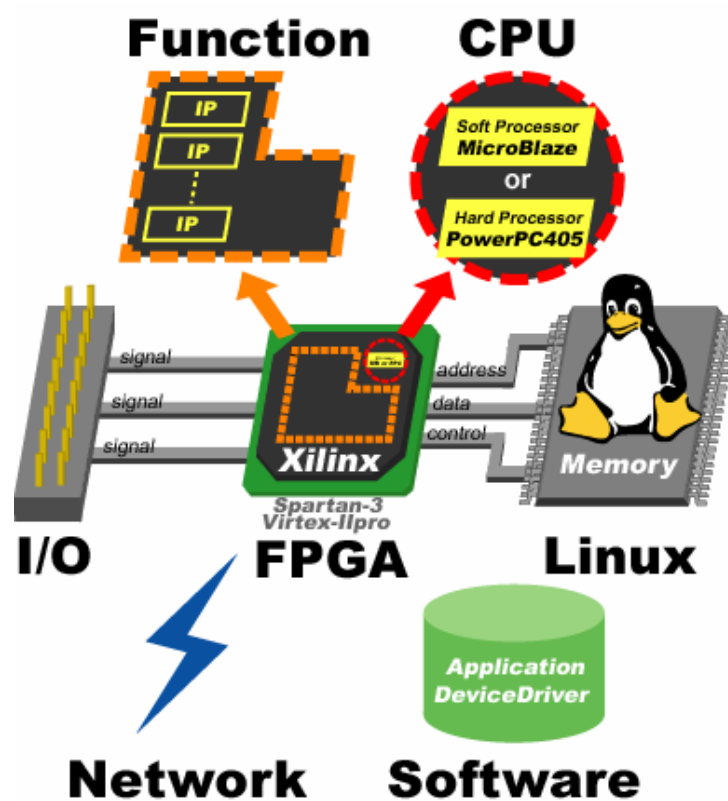 Function
CPU
IP
IP
IP
Soft Processor
MicroBlaze
or
Hard Processor
PowerPC405
signal
signal
signal
address
data
control
Xilinx
Memory
Spartan-3
Virtex-IIpro
I/O
FPGA
Linux
Application
DeviceDriver
Network
Software